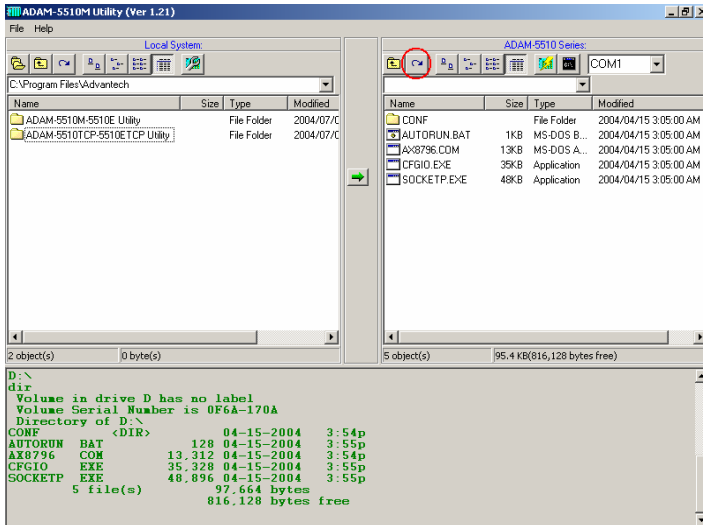 ADAM-5510M Utility (Ver 1.21)
File Help
Local System:
C:\Program Files\Advantech
Name Size Type Modified
ADAM-5510M-5510E Utility File Folder 2004/07/0
ADAM-5510TCP-5510ETCP Utility File Folder 2004/07/0
2 object(s) 0 byte(s)
ADAM-5510 Series:
COM1
Name Size Type Modified
CONF File Folder 2004/04/15 3:05:00 AM
AUTORUN.BAT 1KB MS-DOS B... 2004/04/15 3:05:00 AM
AX8796.COM 13KB MS-DOS A... 2004/04/15 3:05:00 AM
CFGIO.EXE 35KB Application 2004/04/15 3:05:00 AM
SOCKETP.EXE 48KB Application 2004/04/15 3:05:00 AM
5 object(s) 95.4 KB(816,128 bytes free)
D:\
dir
Volume in drive D has no label
Volume Serial Number is 0F6A-170A
Directory of D:\
CONF <DIR> 04-15-2004 3:54p
AUTORUN BAT 128 04-15-2004 3:55p
AX8796 COM 13,312 04-15-2004 3:54p
CFGIO EXE 35,328 04-15-2004 3:55p
SOCKETP EXE 48,896 04-15-2004 3:55p
5 file(s) 97,664 bytes
816,128 bytes free